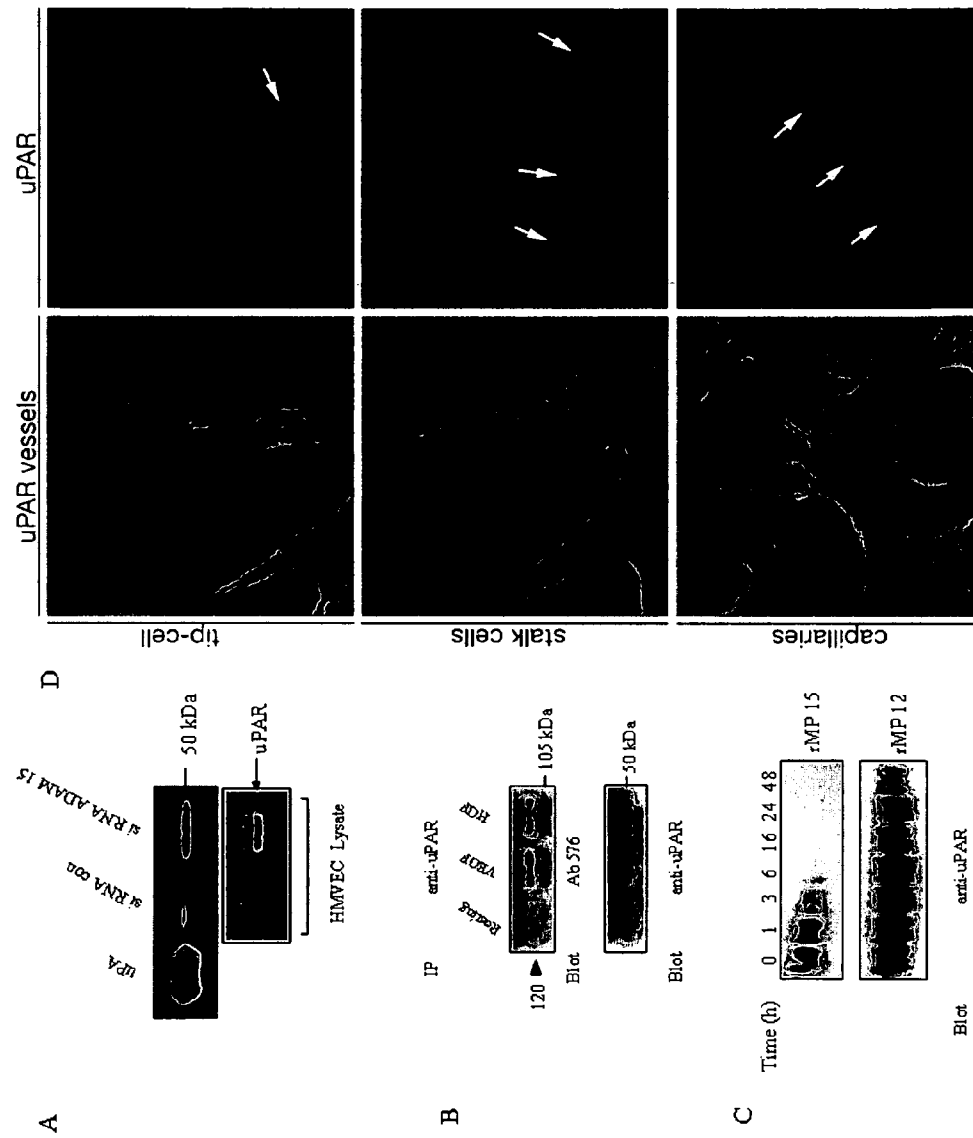 A
uPA
si RNA con
si RNA ADAM 15
50 kDa
uPAR
HMVEC Lysate
B
IP
anti-uPAR
Resting
VEGF
HGF
120
105 kDa
Blot
Ab 576
50 kDa
Blot
anti-uPAR
C
Time (h)
0 1 3 6 16 24 48
rMP 15
rMP 12
Blot
anti-uPAR
D
uPAR vessels
uPAR
tip-cell
stalk cells
capillaries